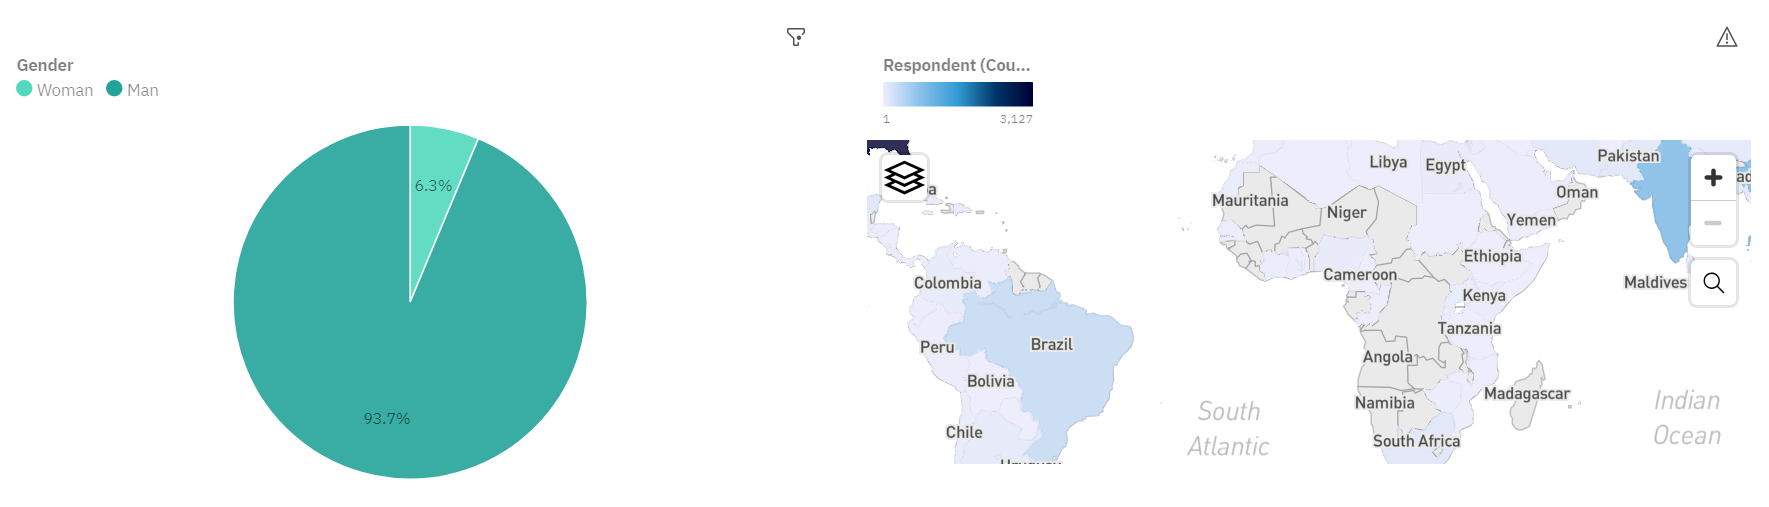 Gender
Woman
Man
6.3%
93.7%
Respondent (Cou...
1
3,127
a
Libya
Egypt
Pakistan
ad
Mauritania
Niger
Oman
Yemen
Ethiopia
Cameroon
Colombia
Maldives
Kenya
Tanzania
Peru
Brazil
Angola
Bolivia
Madagascar
Namibia
Chile
South Africa
South
Atlantic
Indian
Ocean
Uruguay